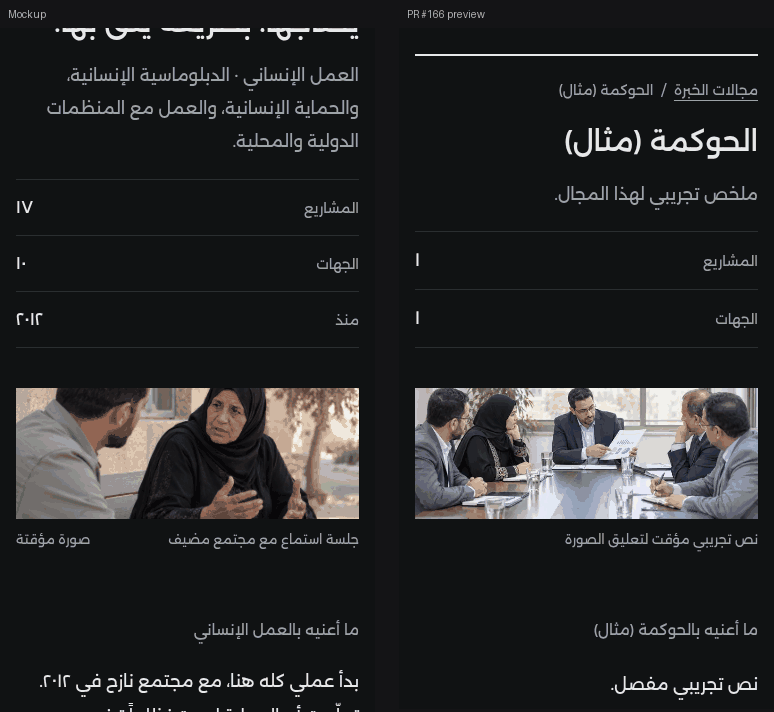 Mockup
العمل الإنساني · الدبلوماسية الإنسانية،
والحماية الإنسانية، والعمل مع المنظمات
الدولية والمحلية.
المشاريع ١٧
الجهات ١٠
منذ ٢٠١٢
جلسة استماع مع مجتمع مضيف صورة مؤقتة
ما أعنيه بالعمل الإنساني
بدأ عملي كله هنا، مع مجتمع نازح في ٢٠١٢.
PR #166 preview
مجالات الخبرة / الحوكمة (مثال)
الحوكمة (مثال)
ملخص تجريبي لهذا المجال.
المشاريع ١
الجهات ١
نص تجريبي مؤقت لتعليق الصورة
ما أعنيه بالحوكمة (مثال)
نص تجريبي مفصل.